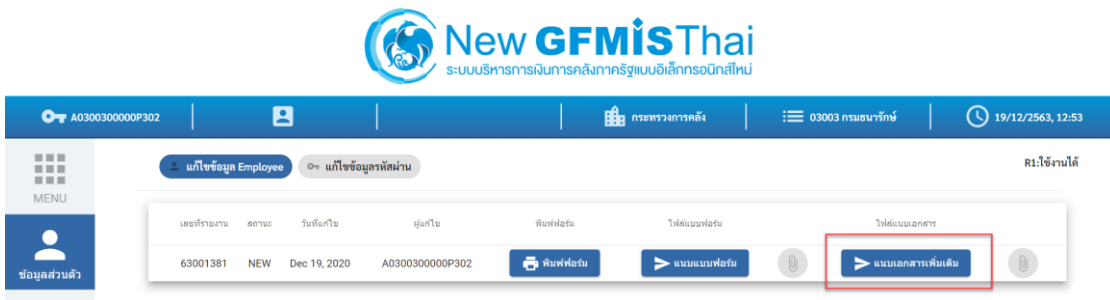 New GFMIS Thai
ระบบบริหารการเงินการคลังภาครัฐแบบอิเล็กทรอนิกส์ใหม่
A0300300000P302 กระทรวงการคลัง 03003 กรมธนารักษ์ 19/12/2563, 12:53
MENU
แก้ไขข้อมูล Employee แก้ไขข้อมูลรหัสผ่าน R1:ใช้งานได้
ข้อมูลส่วนตัว
เลขที่รายงาน สถานะ วันที่แก้ไข ผู้แก้ไข พิมพ์ฟอร์ม ไฟล์แนบฟอร์ม ไฟล์แนบเอกสาร
63001381 NEW Dec 19, 2020 A0300300000P302 พิมพ์ฟอร์ม แนบแบบฟอร์ม แนบเอกสารเพิ่มเติม